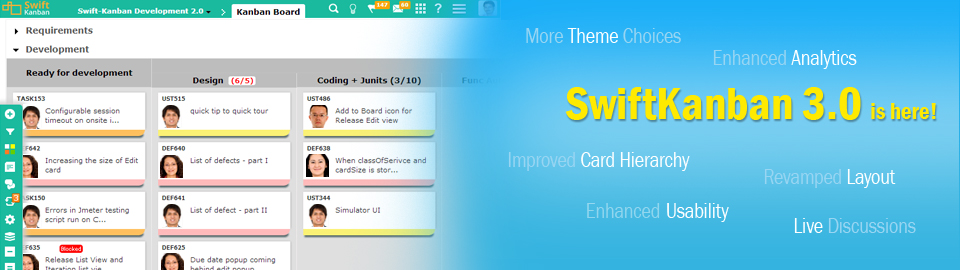 Swift Kanban
Swift-Kanban Development 2.0
Kanban Board
147
60
?
Requirements
Development
Ready for development
Design (6/5)
Coding + Junits (3/10)
TASK153
Configurable session
timeout on onsite i...
DEF642
Increasing the size of Edit
card
TASK150
Errors in Jmeter testing
script run on C...
DEF635
Blocked
Release List View and
Iteration list view
UST515
quick tip to quick tour
DEF640
List of defects - part I
DEF641
List of defect - part II
DEF625
Due date popup coming
behind edit popup
UST486
Add to Board icon for
Release Edit view
DEF638
When classOfSerivce and
cardSize is stor...
UST344
Simulator UI
3
More Theme Choices
Enhanced Analytics
SwiftKanban 3.0 is here!
Improved Card Hierarchy
Revamped Layout
Enhanced Usability
Live Discussions